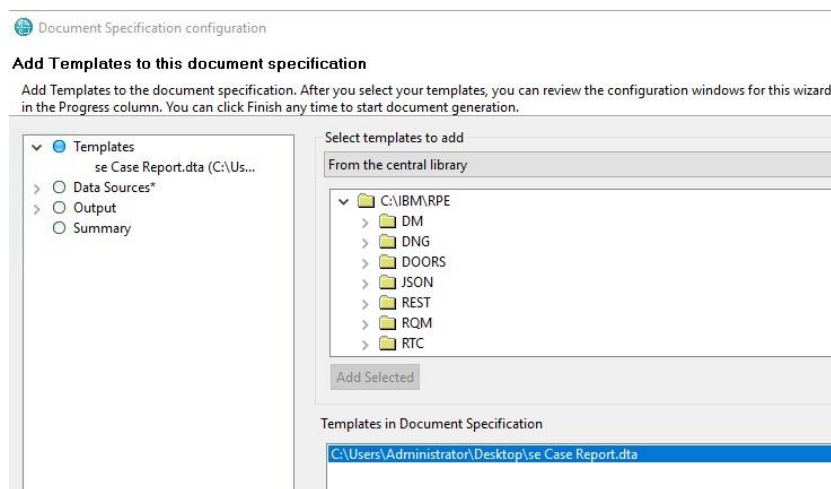 Document Specification configuration
Add Templates to this document specification
Add Templates to the document specification. After you select your templates, you can review the configuration windows for this wizard
in the Progress column. You can click Finish any time to start document generation.
Templates
se Case Report.dta (C:\Us...
Data Sources*
Output
Summary
Select templates to add
From the central library
C:\IBM\RPE
DM
DNG
DOORS
JSON
REST
RQM
RTC
Add Selected
Templates in Document Specification
C:\Users\Administrator\Desktop\se Case Report.dta